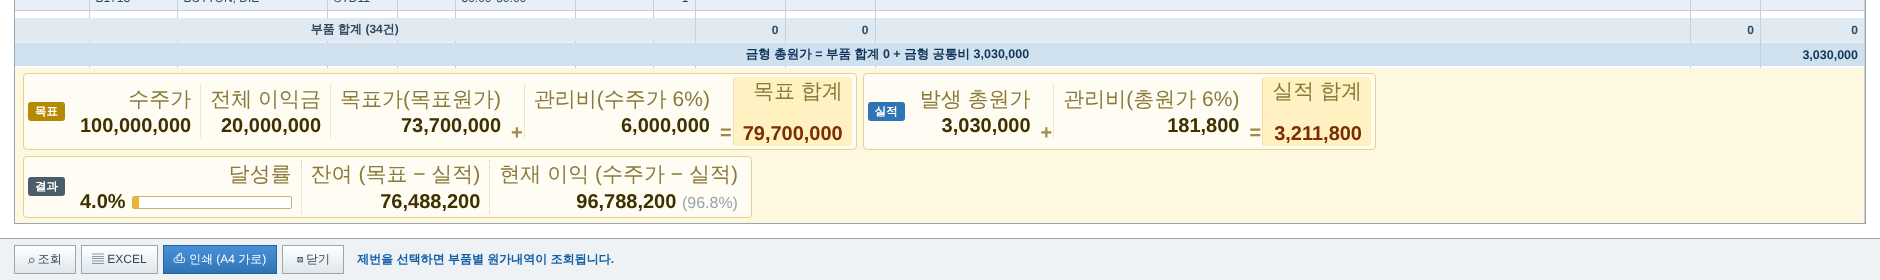 부품 합계 (34건) 0 0 0 0
금형 총원가 = 부품 합계 0 + 금형 공통비 3,030,000 3,030,000
목표 수주가 전체 이익금 목표가(목표원가) 관리비(수주가 6%) 목표 합계 실적 발생 총원가 관리비(총원가 6%) 실적 합계
100,000,000 20,000,000 73,700,000 + 6,000,000 = 79,700,000 3,030,000 + 181,800 = 3,211,800
결과 달성률 잔여 (목표 − 실적) 현재 이익 (수주가 − 실적)
4.0% 76,488,200 96,788,200 (96.8%)
조회 EXCEL 인쇄 (A4 가로) 닫기 제번을 선택하면 부품별 원가내역이 조회됩니다.